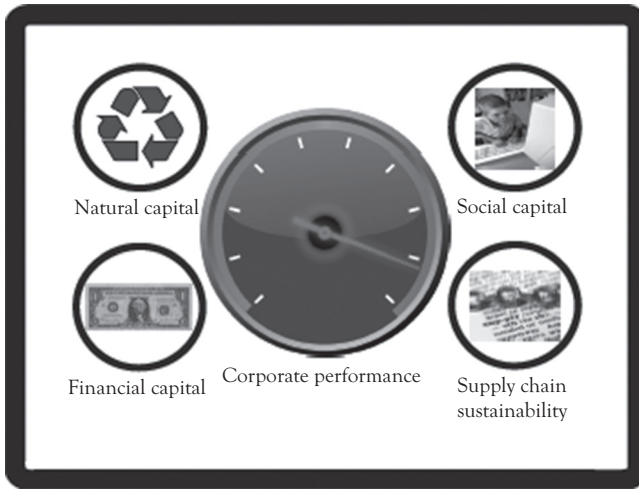 Natural capital
Social capital
Financial capital
Corporate performance
Supply chain
sustainability